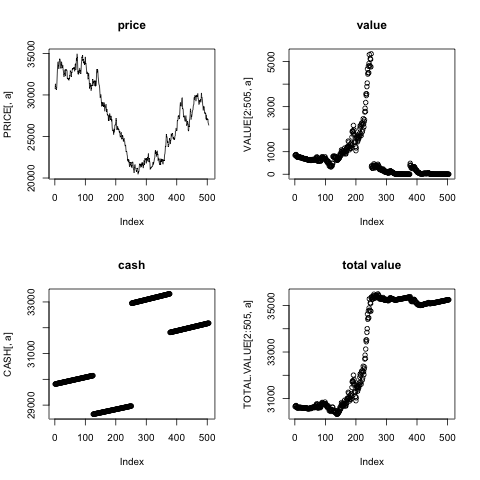 price
PRICE[, a]
35000
30000
25000
20000
0 100 200 300 400 500
Index
value
VALUE[2:505, a]
5000
3000
1000
0
0 100 200 300 400 500
Index
cash
CASH[, a]
33000
31000
29000
0 100 200 300 400 500
Index
total value
TOTAL.VALUE[2:505, a]
35000
33000
31000
0 100 200 300 400 500
Index